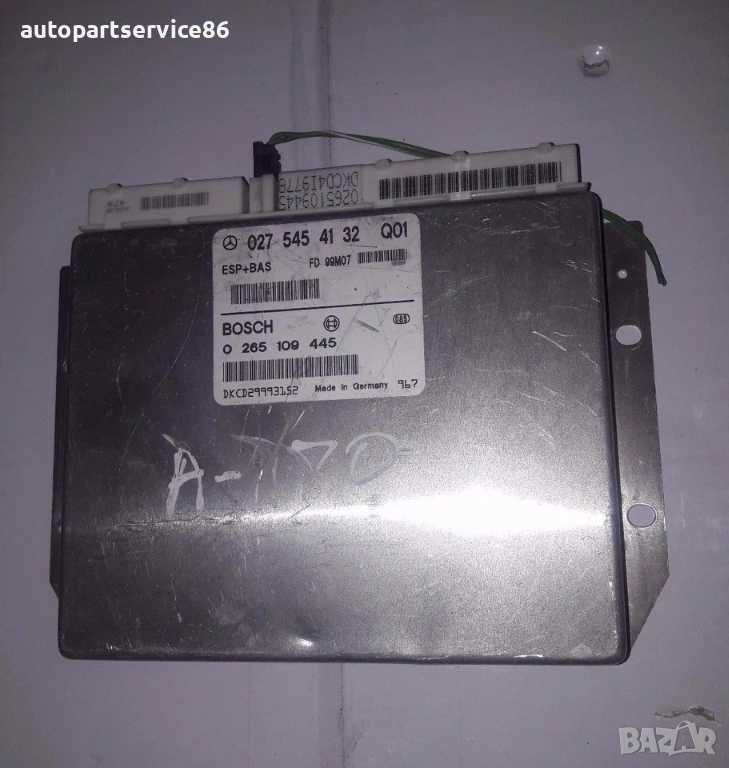 autopartservice86
0265109445
DKCD419778
027 545 41 32 Q01
ESP+BAS FD 99M07
BOSCH 065
0 265 109 445
DKCD29993152 Made in Germany 967
BAZAR